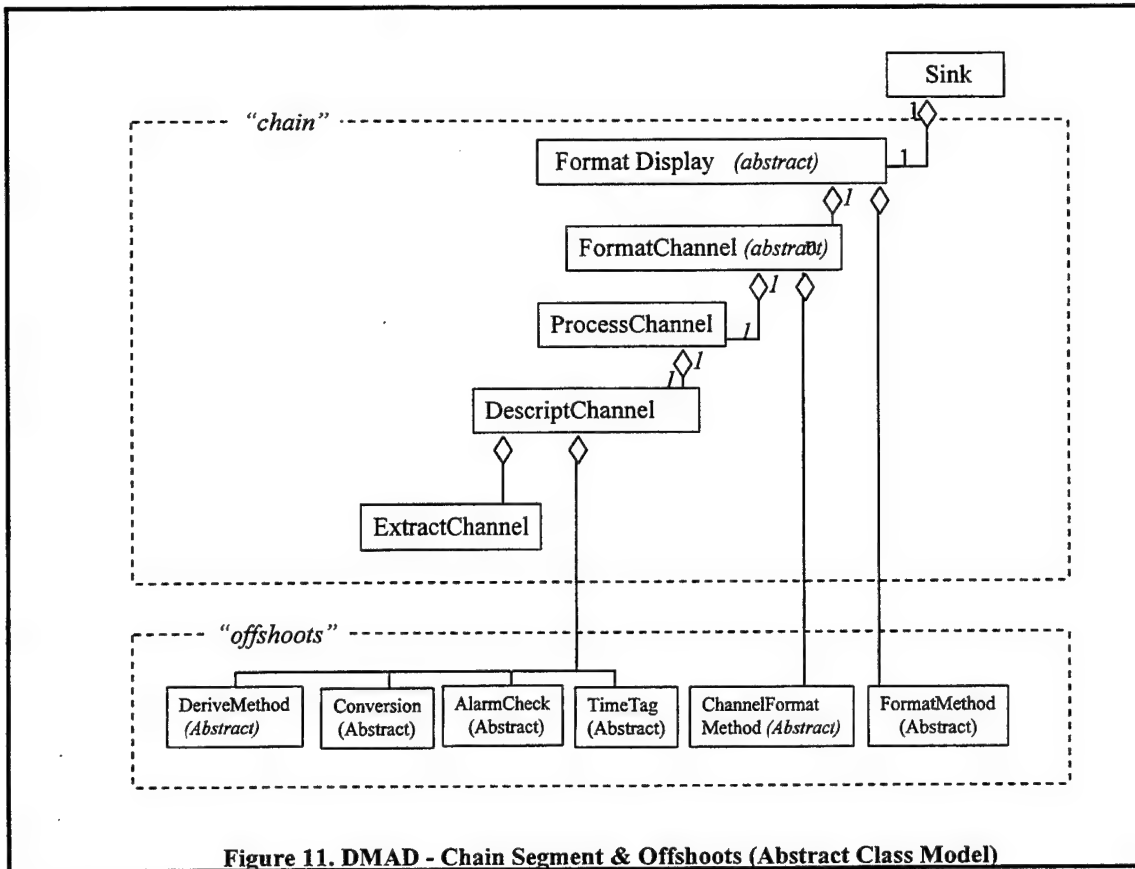 Sink
1
"chain"
Format Display (abstract)
1
1
FormatChannel (abstract)
n
1
ProcessChannel
1
1
1
DescriptChannel
ExtractChannel
"offshoots"
DeriveMethod
(Abstract)
Conversion
(Abstract)
AlarmCheck
(Abstract)
TimeTag
(Abstract)
ChannelFormat
Method (Abstract)
FormatMethod
(Abstract)
Figure 11. DMAD - Chain Segment & Offshoots (Abstract Class Model)